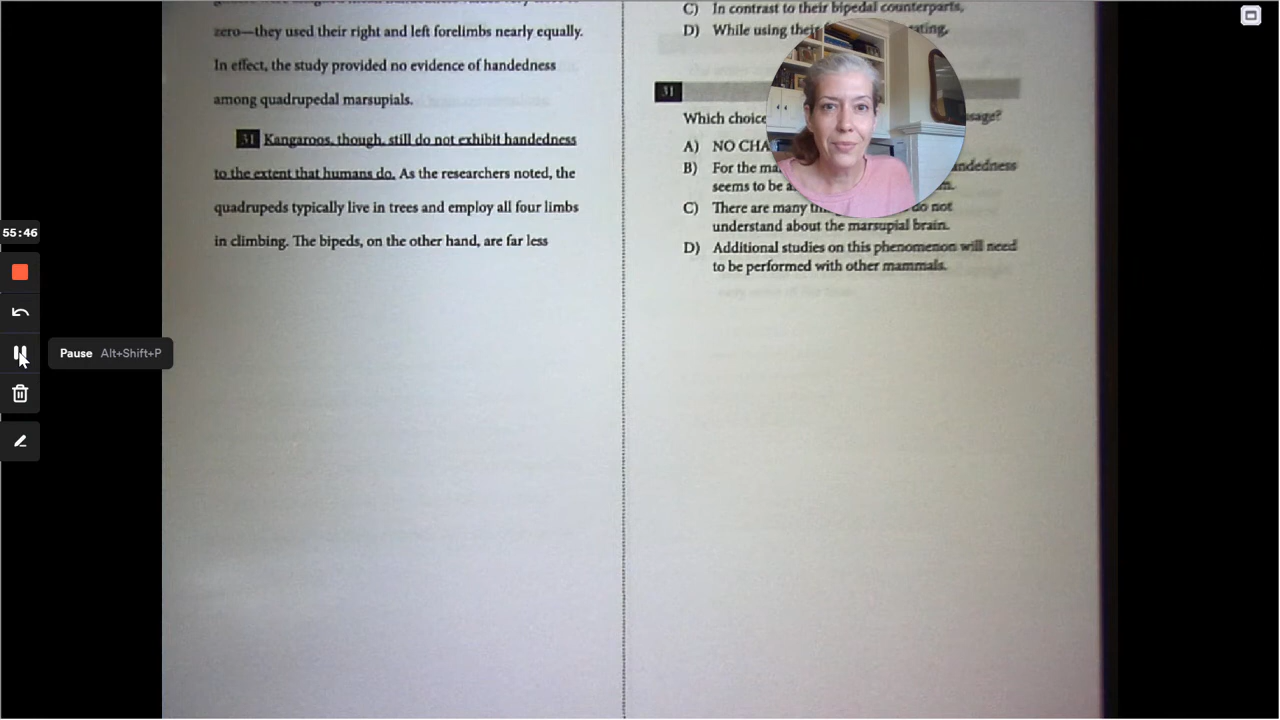 zero—they used their right and left forelimbs nearly equally.
In effect, the study provided no evidence of handedness
among quadrupedal marsupials.
31 Kangaroos, though, still do not exhibit handedness
to the extent that humans do. As the researchers noted, the
quadrupeds typically live in trees and employ all four limbs
in climbing. The bipeds, on the other hand, are far less
C) In contrast to their bipedal counterparts,
D) While using their
31
Which choice
A) NO CHA
B) For the ma
seems to be a
C) There are many do not
understand about the marsupial brain.
D) Additional studies on this phenomenon will need
to be performed with other mammals.
55:46
Pause Alt+Shift+P